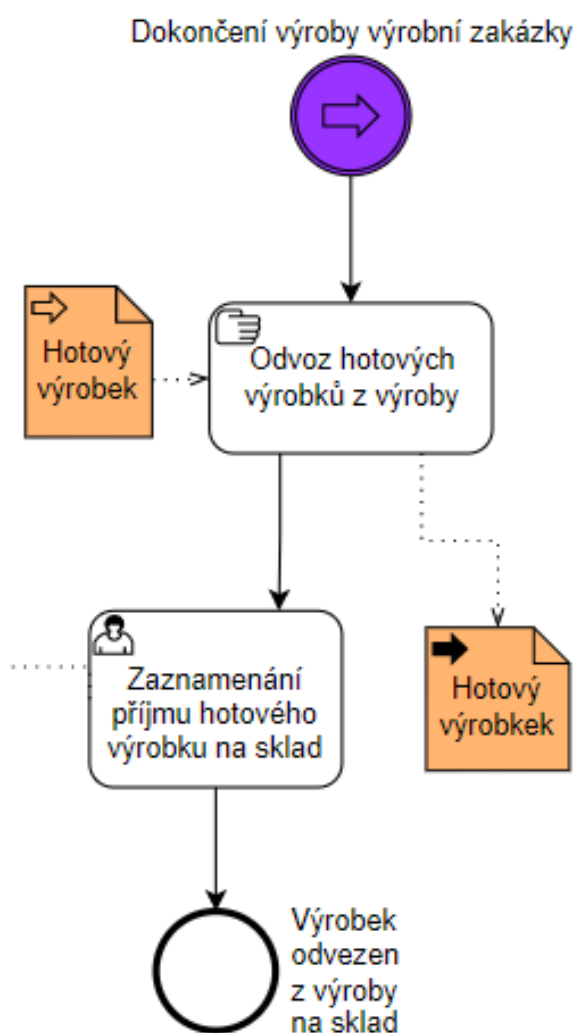 Dokončení výroby výrobní zakázky
Hotový
výrobek
Odvoz hotových
výrobků z výroby
Zaznamenání
příjmu hotového
výrobku na sklad
Hotový
výrobkek
Výrobek
odvezen
z výroby
na sklad